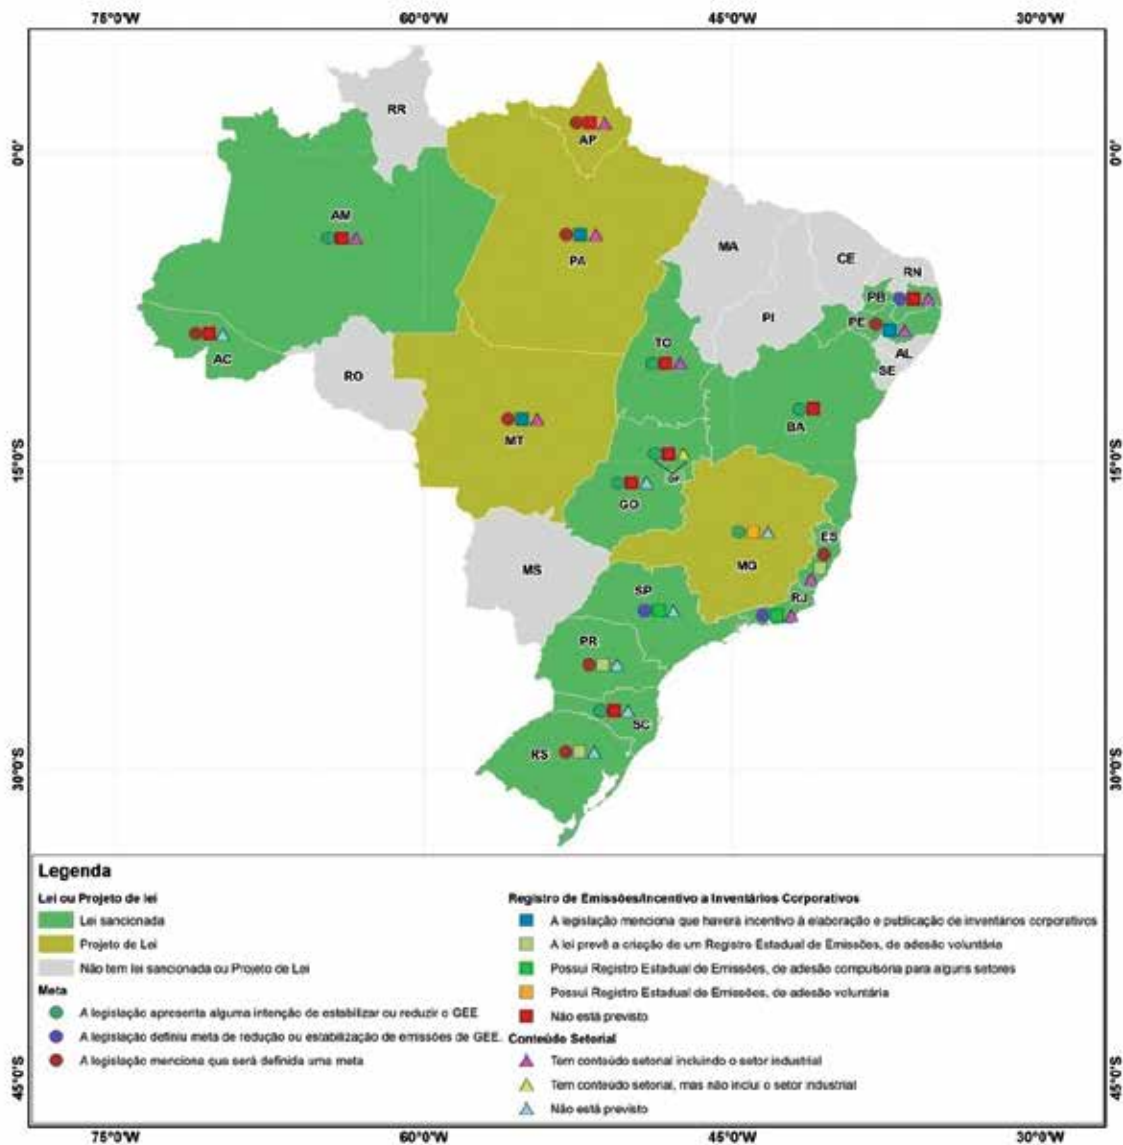 75°0'W 60°0'W 45°0'W 30°0'W
0°0' 0°0'
15°0'S 15°0'S
30°0'S 30°0'S
45°0'S 45°0'S
RR
AP
AM
PA
MA
CE
RN
PB
PE
PI
AL
SE
TO
AC
RO
BA
MT
DF
GO
MG
ES
MS
SP
RJ
PR
SC
RS
Legenda
Lei ou Projeto de lei
Lei sancionada
Projeto de Lei
Não tem lei sancionada ou Projeto de Lei
Meta
A legislação apresenta alguma intenção de estabilizar ou reduzir o GEE
A legislação definiu meta de redução ou estabilização de emissões de GEE.
A legislação menciona que será definida uma meta
Registro de Emissões/Incentivo a Inventários Corporativos
A legislação menciona que haverá incentivo à elaboração e publicação de inventários corporativos
A lei prevê a criação de um Registro Estadual de Emissões, de adesão voluntária
Possui Registro Estadual de Emissões, de adesão compulsória para alguns setores
Possui Registro Estadual de Emissões, de adesão voluntária
Não está previsto
Conteúdo Setorial
Tem conteúdo setorial incluindo o setor industrial
Tem conteúdo setorial, mas não inclui o setor industrial
Não está previsto
75°0'W 60°0'W 45°0'W 30°0'W